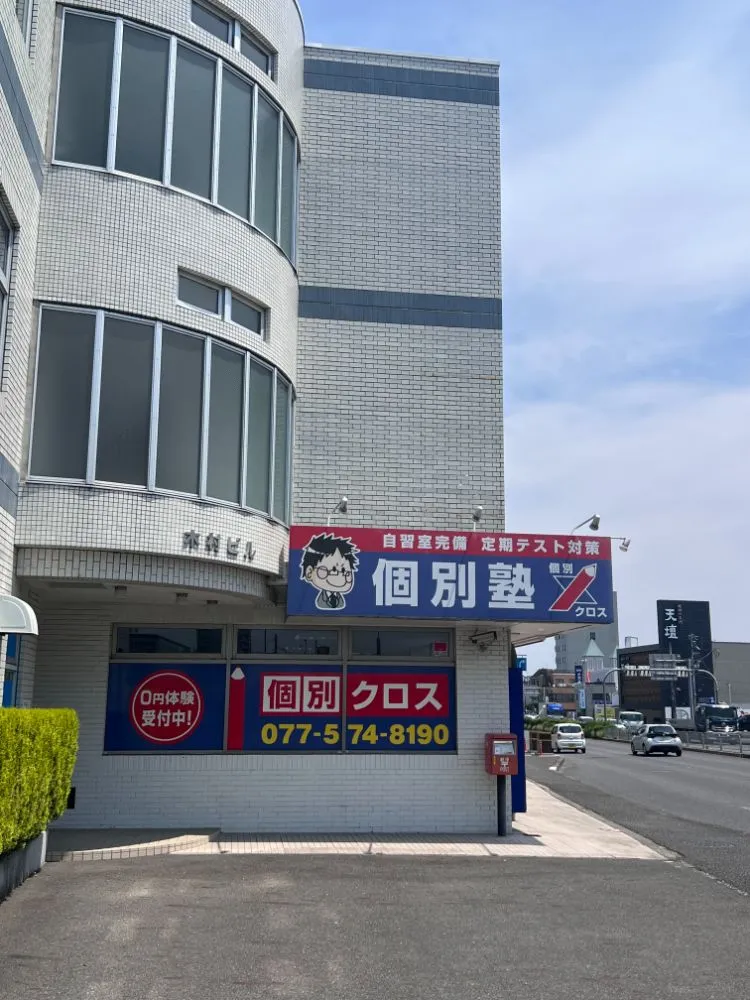 木村ビル
自習室完備 定期テスト対策
個別塾
個別
クロス
0円体験
受付中!
個別クロス
077-574-8190
POST
天壇